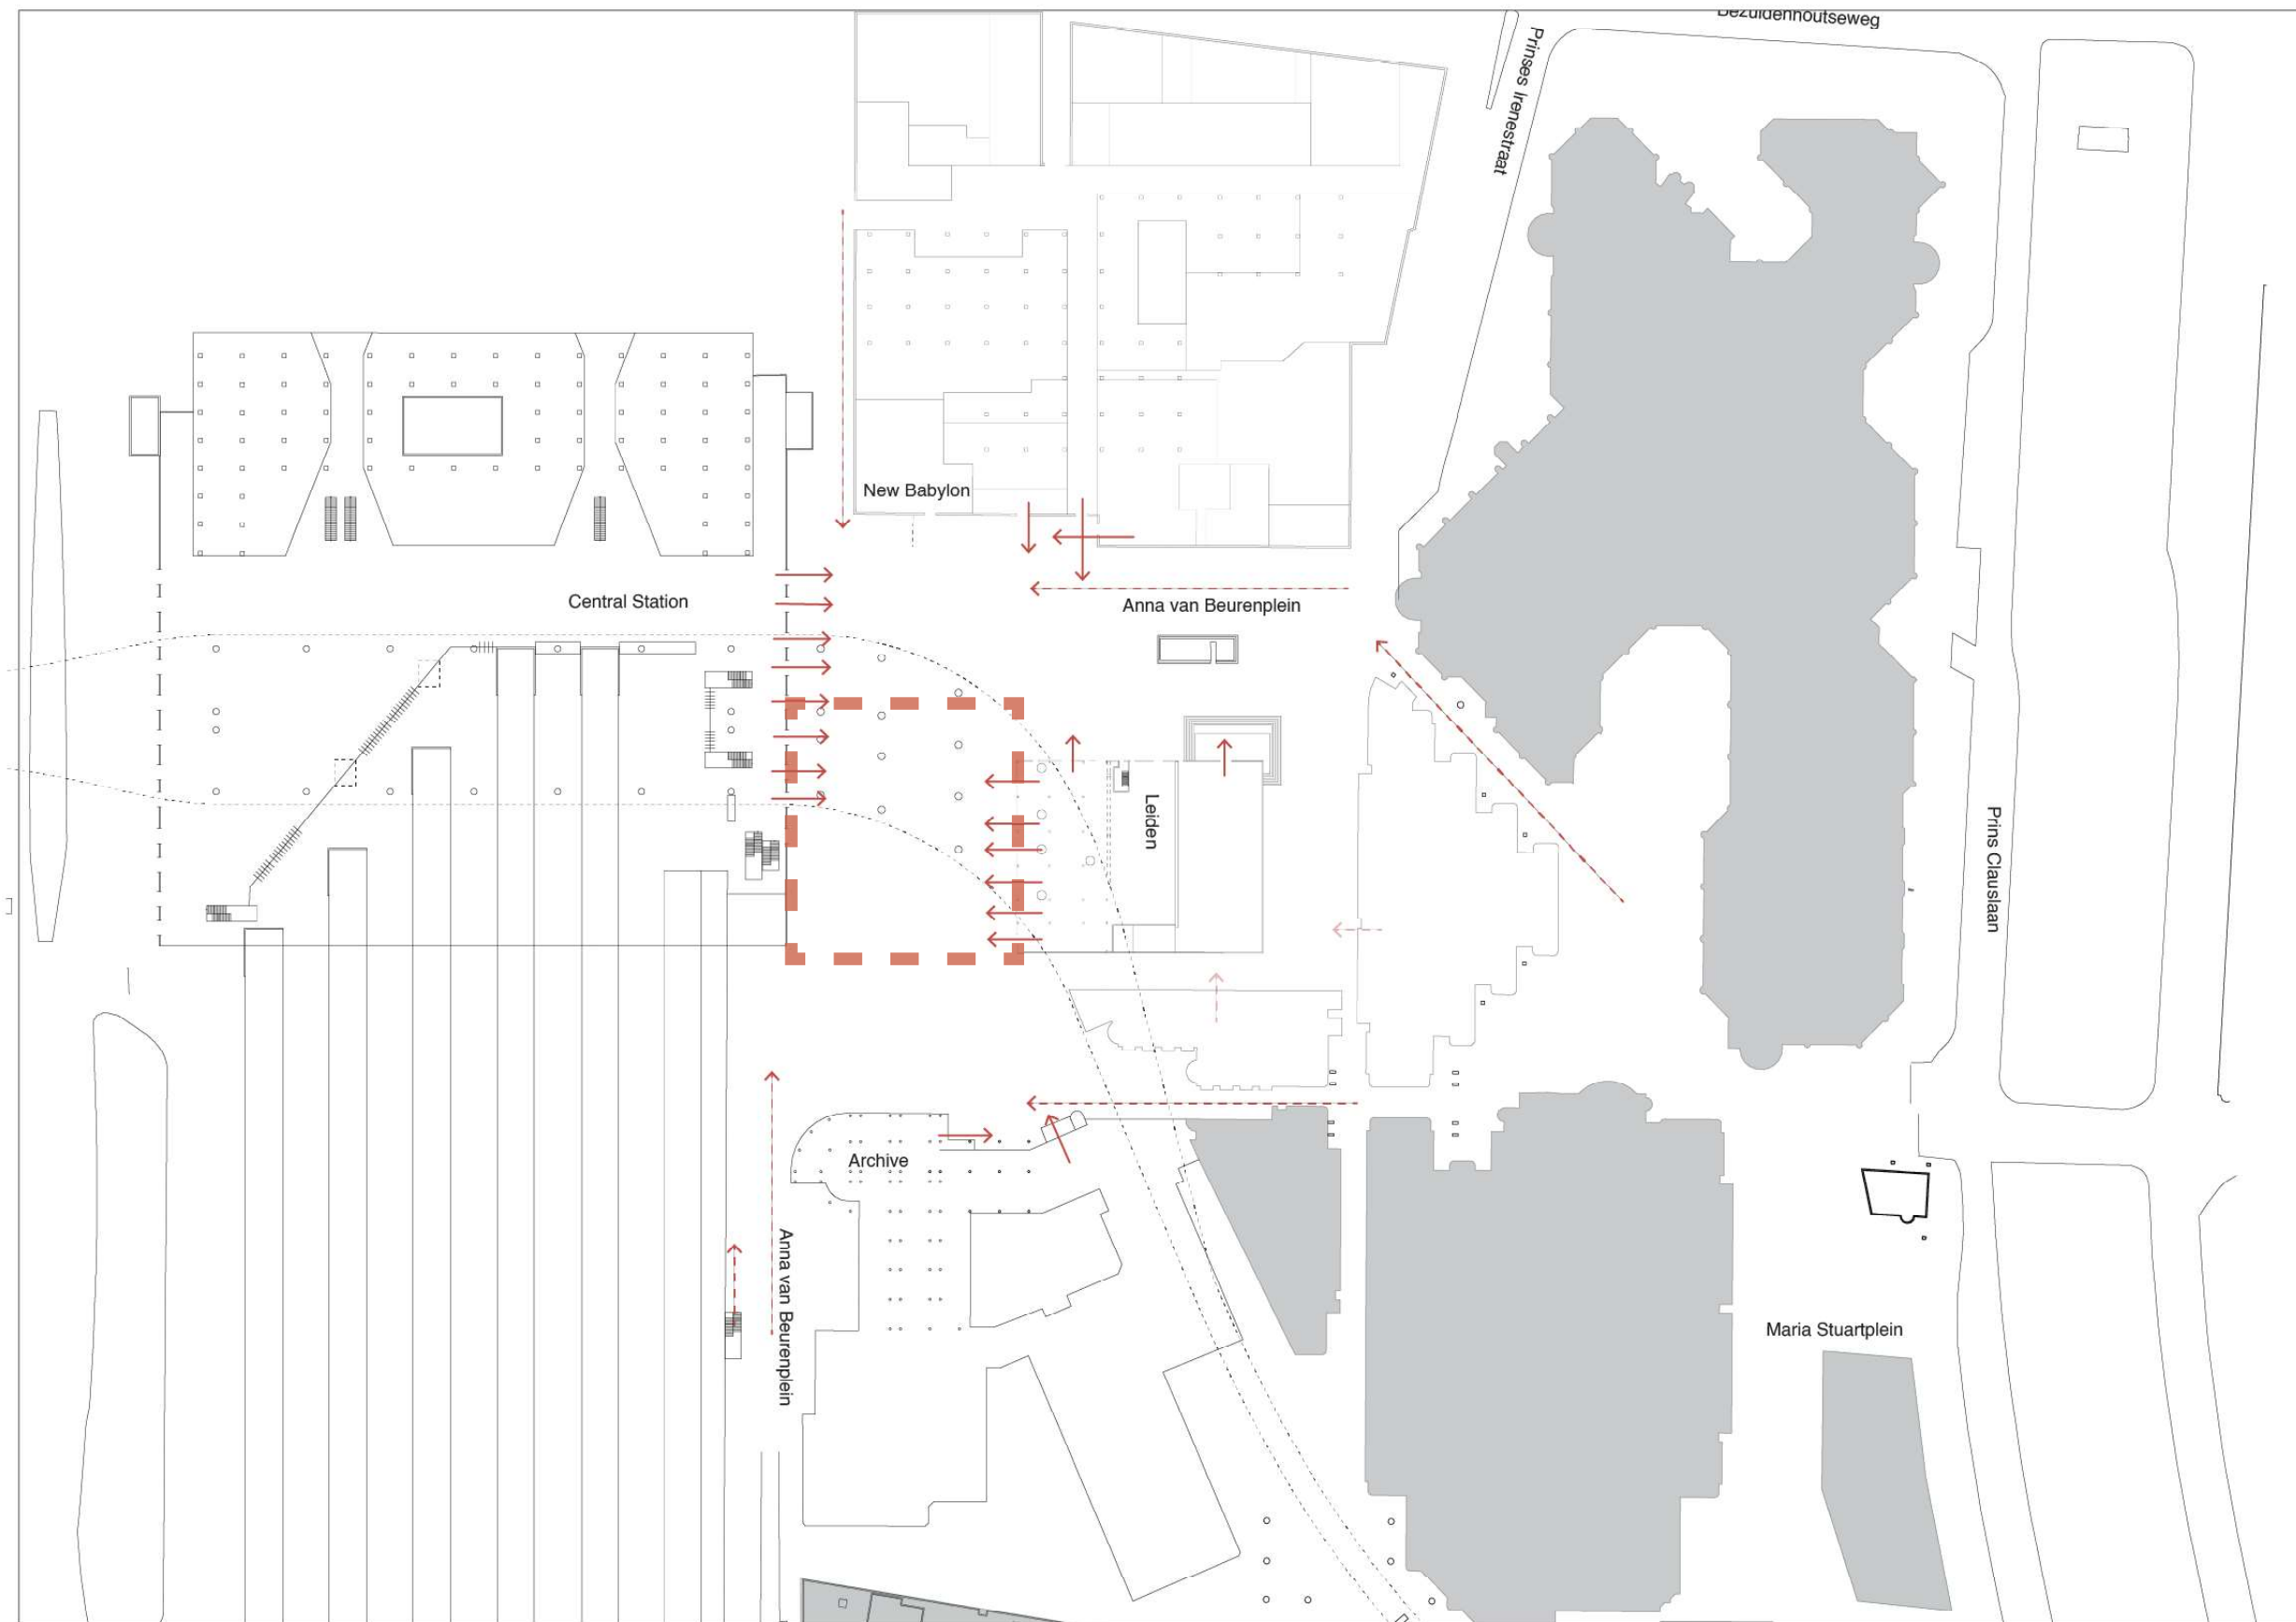 Bezuidenhoutseweg
Prinses Irenestraat
New Babylon
Central Station
Anna van Beurenplein
Leiden
Prins Clauslaan
Archive
Anna van Beurenplein
Maria Stuartplein